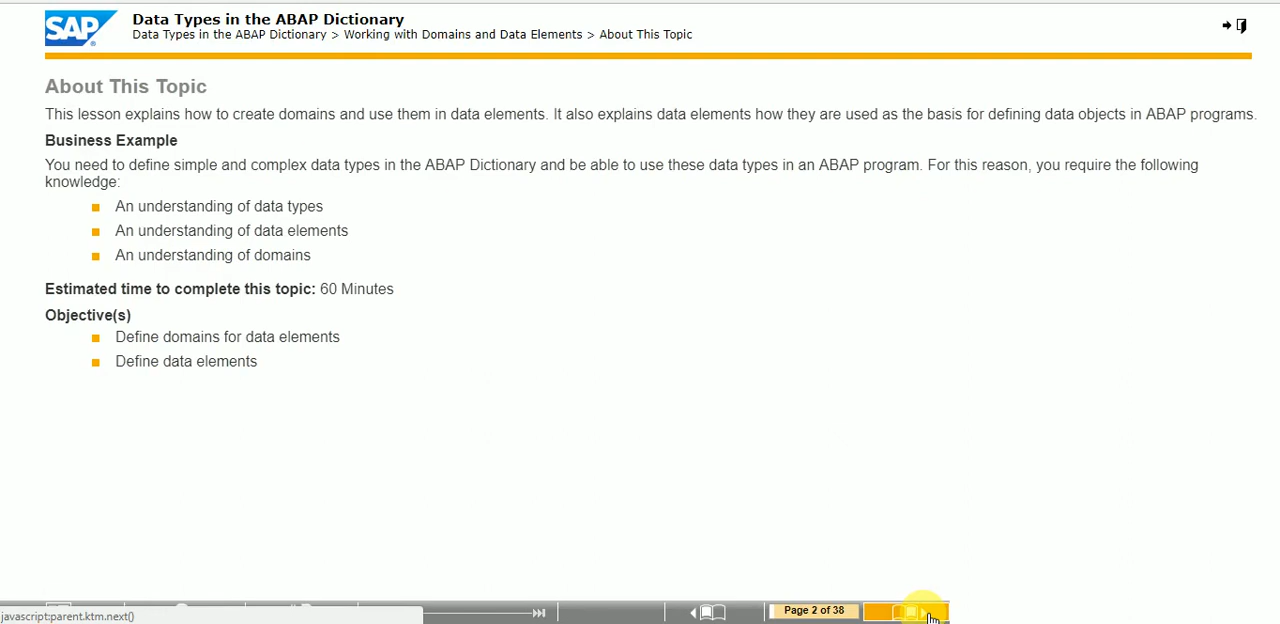 SAP
Data Types in the ABAP Dictionary
Data Types in the ABAP Dictionary > Working with Domains and Data Elements > About This Topic
About This Topic
This lesson explains how to create domains and use them in data elements. It also explains data elements how they are used as the basis for defining data objects in ABAP programs.
Business Example
You need to define simple and complex data types in the ABAP Dictionary and be able to use these data types in an ABAP program. For this reason, you require the following
knowledge:
An understanding of data types
An understanding of data elements
An understanding of domains
Estimated time to complete this topic: 60 Minutes
Objective(s)
Define domains for data elements
Define data elements
Page 2 of 38
javascript:parent.ktm.next()